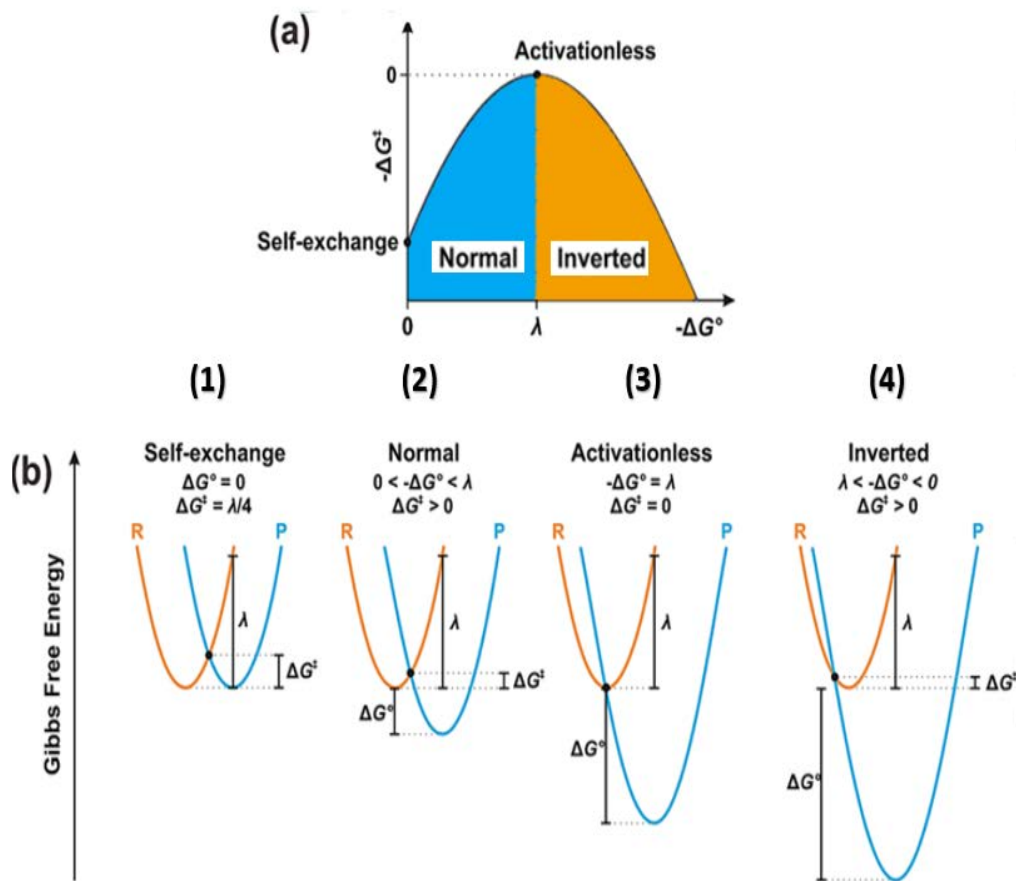 (a)
Activationless
0
-ΔG‡
Self-exchange
Normal
Inverted
0
λ
-ΔG°
(1)
(2)
(3)
(4)
(b)
Gibbs Free Energy
Self-exchange
ΔG° = 0
ΔG‡ = λ/4
R
P
λ
ΔG‡
Normal
0 < -ΔG° < λ
ΔG‡ > 0
R
P
λ
ΔG‡
ΔG°
Activationless
-ΔG° = λ
ΔG‡ = 0
R
P
λ
ΔG°
Inverted
λ < -ΔG° < 0
ΔG‡ > 0
R
P
λ
ΔG‡
ΔG°